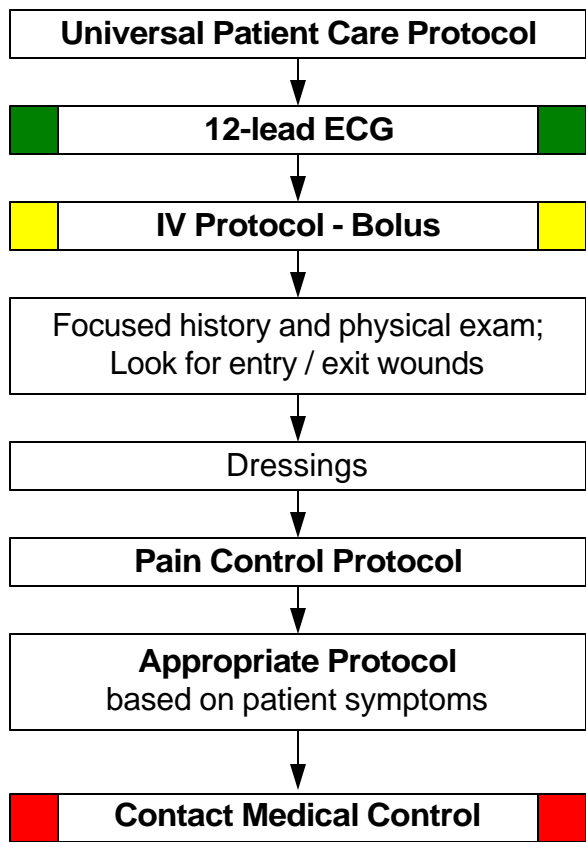 Universal Patient Care Protocol
12-lead ECG
IV Protocol - Bolus
Focused history and physical exam;
Look for entry / exit wounds
Dressings
Pain Control Protocol
Appropriate Protocol
based on patient symptoms
Contact Medical Control